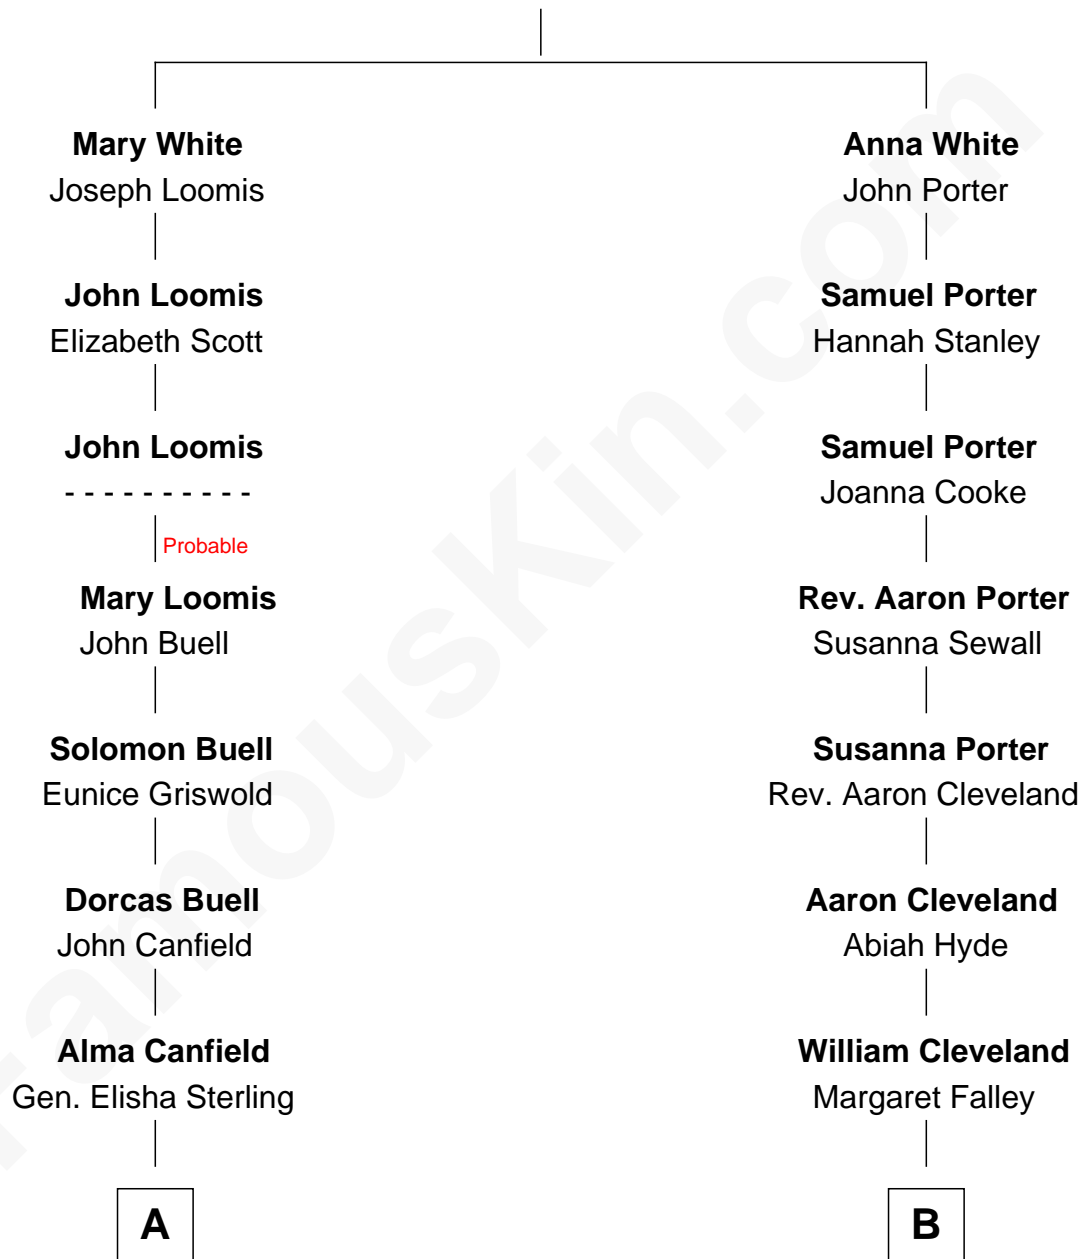 Mary White
Joseph Loomis
John Loomis
Elizabeth Scott
John Loomis
- - - - - - - - - -
Probable
Mary Loomis
John Buell
Solomon Buell
Eunice Griswold
Dorcas Buell
John Canfield
Alma Canfield
Gen. Elisha Sterling
A
Anna White
John Porter
Samuel Porter
Hannah Stanley
Samuel Porter
Joanna Cooke
Rev. Aaron Porter
Susanna Sewall
Susanna Porter
Rev. Aaron Cleveland
Aaron Cleveland
Abiah Hyde
William Cleveland
Margaret Falley
B
FamousKin.com